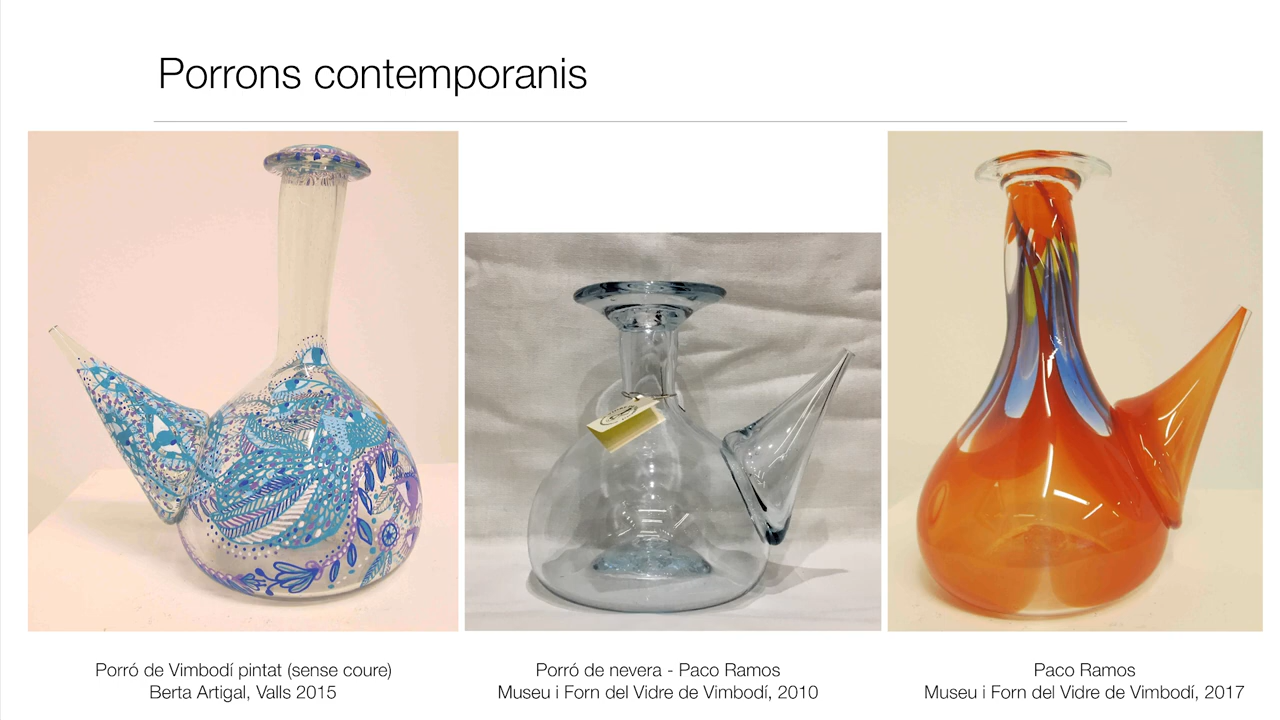 Porrons contemporanis
Porró de Vimbodí pintat (sense coure)
Berta Artigal, Valls 2015
Porró de nevera - Paco Ramos
Museu i Forn del Vidre de Vimbodí, 2010
Paco Ramos
Museu i Forn del Vidre de Vimbodí, 2017